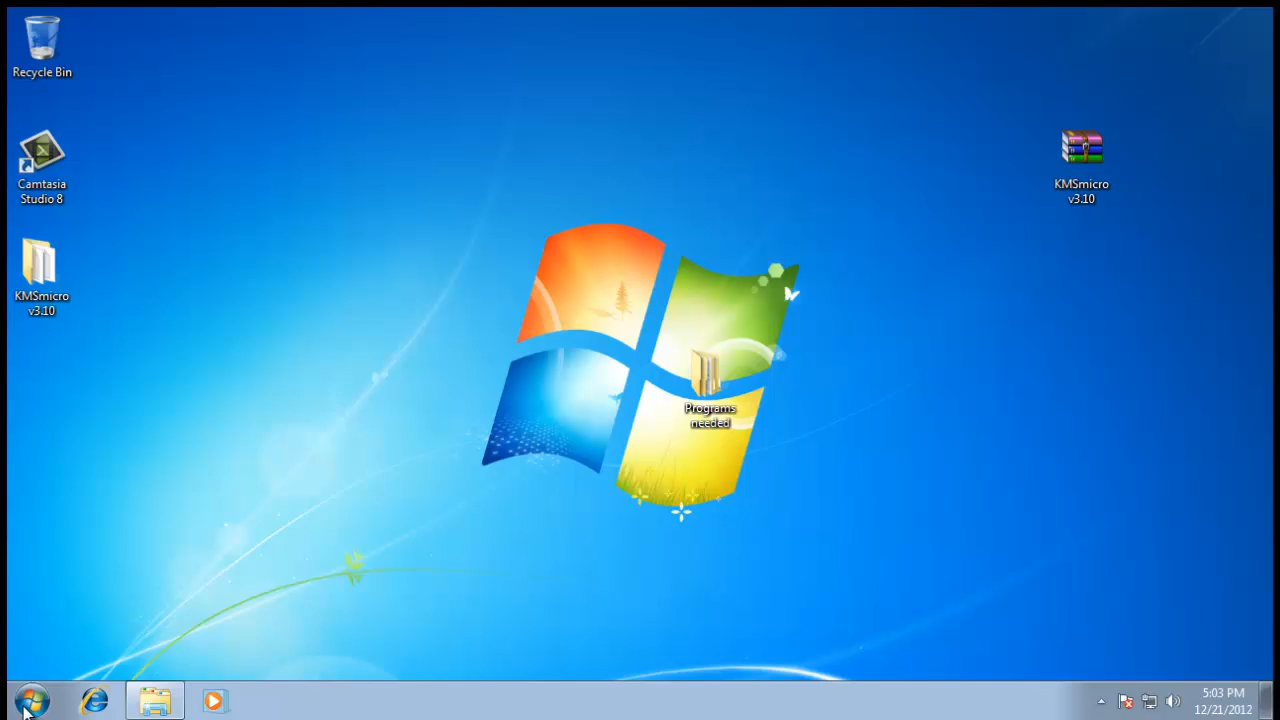 Recycle Bin
Camtasia
Studio 8
KMSmicro
v3.10
KMSmicro
v3.10
Programs
needed
5:03 PM
12/21/2012